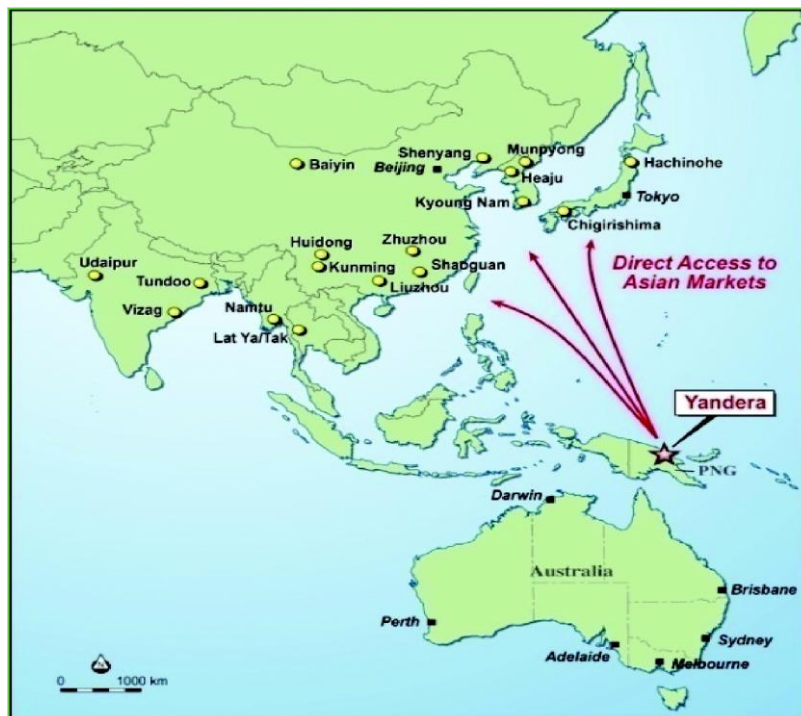 Shenyang
Munpyong
Baiyin
Beijing
Heaju
Hachinohe
Kyoung Nam
Tokyo
Chigirishima
Huidong
Zhuzhou
Udaipur
Kunming
Shaoguan
Direct Access to
Asian Markets
Tundoo
Liuzhou
Vizag
Namtu
Lat Ya/Tak
Yandera
PNG
Darwin
Australia
Brisbane
Perth
Sydney
Adelaide
Melbourne
0
1000 km